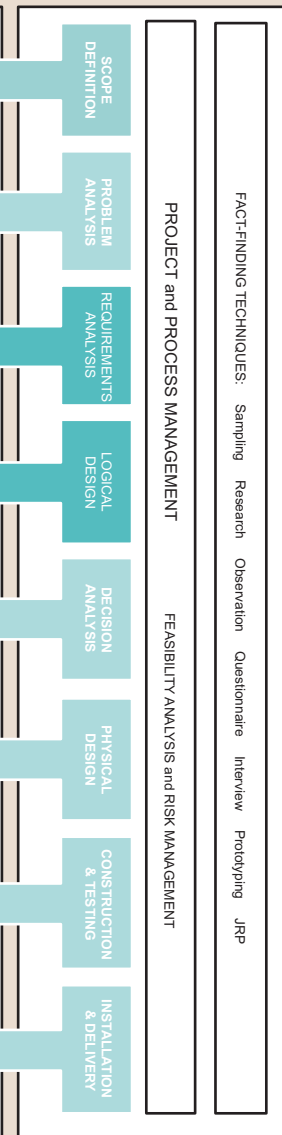 FACT-FINDING TECHNIQUES: Sampling Research Observation Questionnaire Interview Prototyping JRP
PROJECT and PROCESS MANAGEMENT FEASIBILITY ANALYSIS and RISK MANAGEMENT
SCOPE
DEFINITION
PROBLEM
ANALYSIS
REQUIREMENTS
ANALYSIS
LOGICAL
DESIGN
DECISION
ANALYSIS
PHYSICAL
DESIGN
CONSTRUCTION
& TESTING
INSTALLATION
& DELIVERY